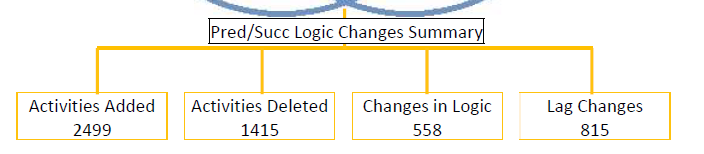 Pred/Succ Logic Changes Summary
Activities Added
2499
Activities Deleted
1415
Changes in Logic
558
Lag Changes
815